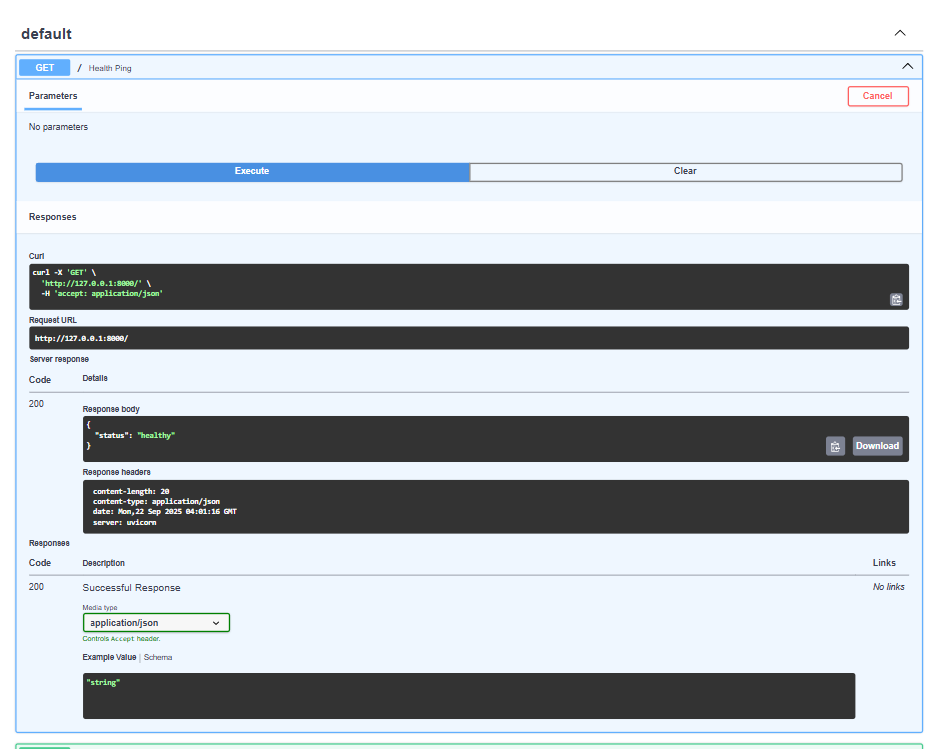 default
GET / Health Ping
Parameters
Cancel
No parameters
Execute
Clear
Responses
Curl
curl -X 'GET' \
'http://127.0.0.1:8000/' \
-H 'accept: application/json'
Request URL
http://127.0.0.1:8000/
Server response
Code Details
200
Response body
{
"status": "healthy"
}
Download
Response headers
content-length: 20
content-type: application/json
date: Mon,22 Sep 2025 04:01:16 GMT
server: uvicorn
Responses
Code Description Links
200 Successful Response No links
Media type
application/json
Controls Accept header.
Example Value | Schema
"string"